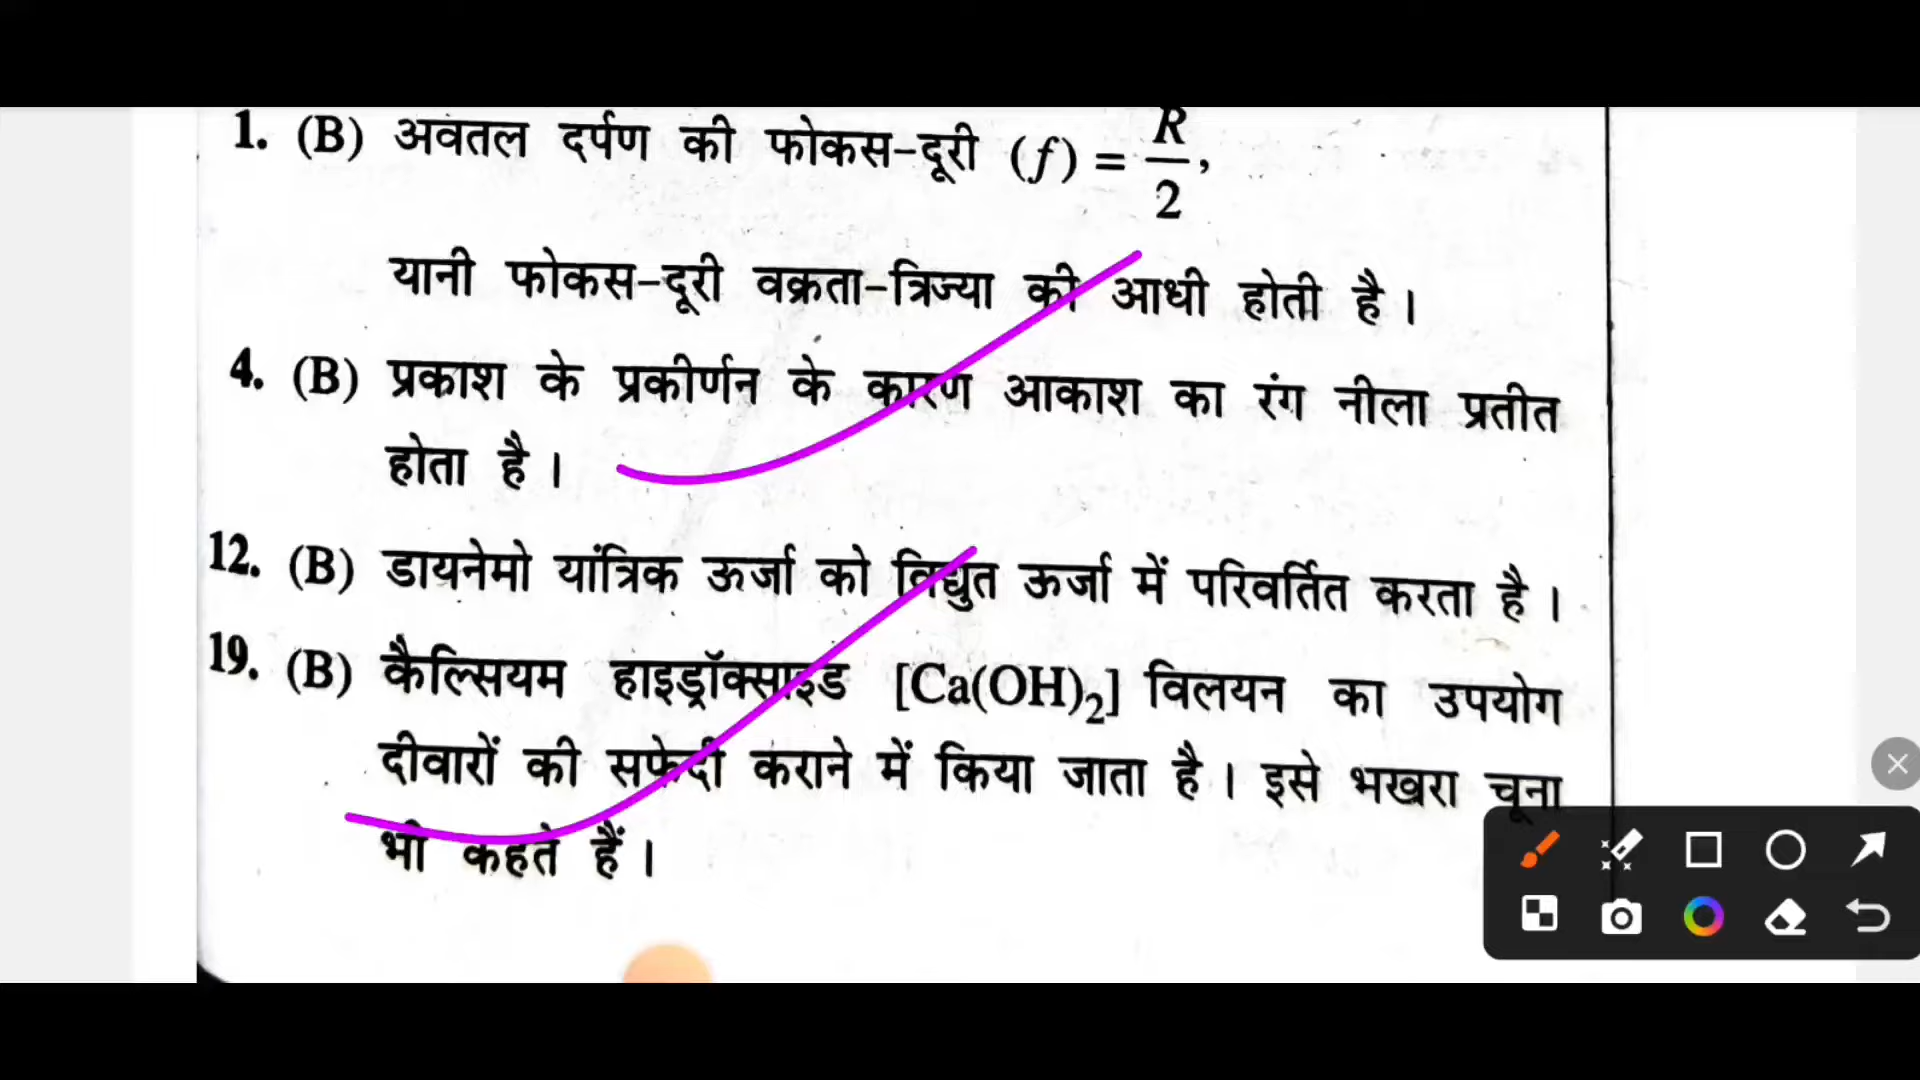 1. (B) अवतल दर्पण की फोकस-दूरी (f) = R/2,
यानी फोकस-दूरी वक्रता-त्रिज्या की आधी होती है।
4. (B) प्रकाश के प्रकीर्णन के कारण आकाश का रंग नीला प्रतीत
होता है।
12. (B) डायनेमो यांत्रिक ऊर्जा को विद्युत ऊर्जा में परिवर्तित करता है।
19. (B) कैल्सियम हाइड्रॉक्साइड [Ca(OH)₂] विलयन का उपयोग
दीवारों की सफेदी कराने में किया जाता है। इसे भखरा चूना
भी कहते हैं।